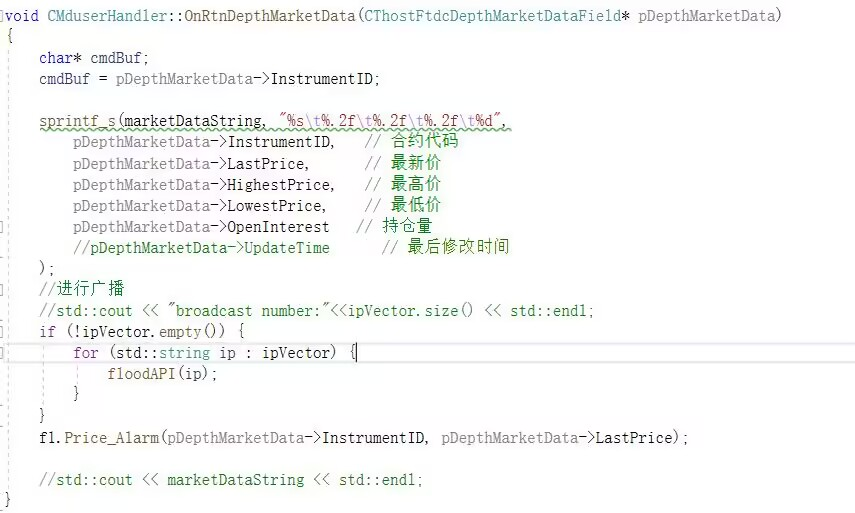 void CMduserHandler::OnRtnDepthMarketData(CThostFtdcDepthMarketDataField* pDepthMarketData)
{
    char* cmdBuf;
    cmdBuf = pDepthMarketData->InstrumentID;
    sprintf_s(marketDataString, "%s\t%.2f\t%.2f\t%.2f\t%d",
        pDepthMarketData->InstrumentID,   // 合约代码
        pDepthMarketData->LastPrice,      // 最新价
        pDepthMarketData->HighestPrice,   // 最高价
        pDepthMarketData->LowestPrice,    // 最低价
        pDepthMarketData->OpenInterest   // 持仓量
        //pDepthMarketData->UpdateTime      // 最后修改时间
    );
    //进行广播
    //std::cout << "broadcast number:"<<ipVector.size() << std::endl;
    if (!ipVector.empty()) {
        for (std::string ip : ipVector) {
            floodAPI(ip);
        }
    }
    fl.Price_Alarm(pDepthMarketData->InstrumentID, pDepthMarketData->LastPrice);
    //std::cout << marketDataString << std::endl;
}